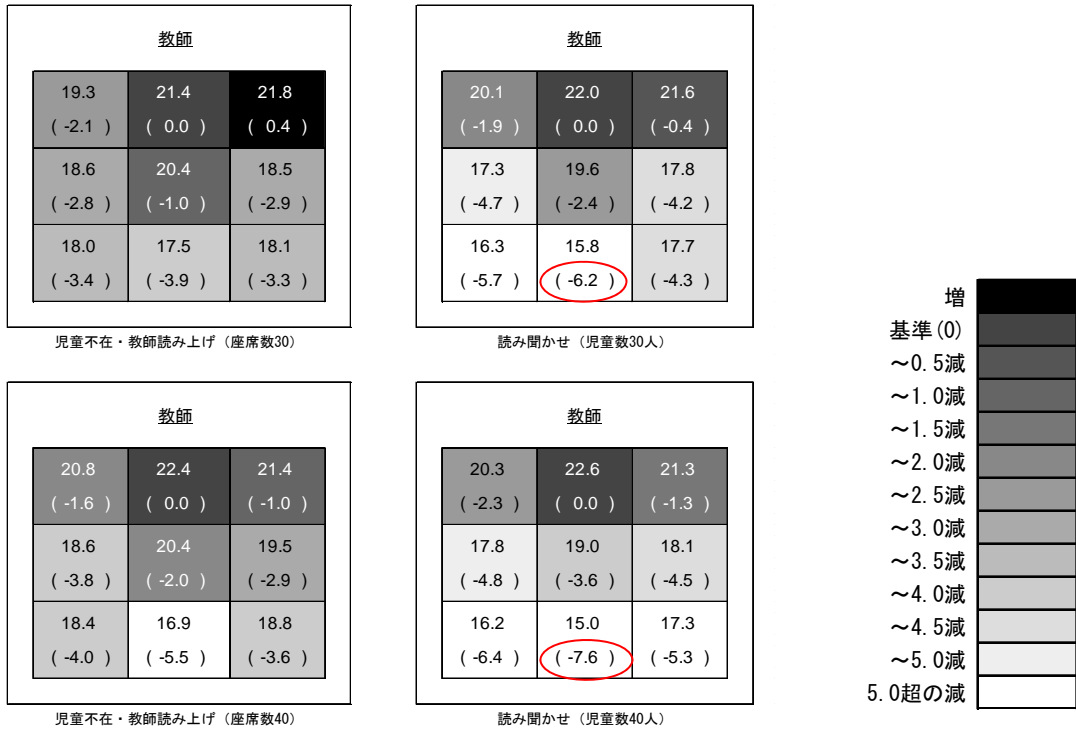 教師
19.3 21.4 21.8
( -2.1 ) ( 0.0 ) ( 0.4 )
18.6 20.4 18.5
( -2.8 ) ( -1.0 ) ( -2.9 )
18.0 17.5 18.1
( -3.4 ) ( -3.9 ) ( -3.3 )
児童不在・教師読み上げ（座席数30）
教師
20.1 22.0 21.6
( -1.9 ) ( 0.0 ) ( -0.4 )
17.3 19.6 17.8
( -4.7 ) ( -2.4 ) ( -4.2 )
16.3 15.8 17.7
( -5.7 ) ( -6.2 ) ( -4.3 )
読み聞かせ（児童数30人）
教師
20.8 22.4 21.4
( -1.6 ) ( 0.0 ) ( -1.0 )
18.6 20.4 19.5
( -3.8 ) ( -2.0 ) ( -2.9 )
18.4 16.9 18.8
( -4.0 ) ( -5.5 ) ( -3.6 )
児童不在・教師読み上げ（座席数40）
教師
20.3 22.6 21.3
( -2.3 ) ( 0.0 ) ( -1.3 )
17.8 19.0 18.1
( -4.8 ) ( -3.6 ) ( -4.5 )
16.2 15.0 17.3
( -6.4 ) ( -7.6 ) ( -5.3 )
読み聞かせ（児童数40人）
増
基準(0)
～0.5減
～1.0減
～1.5減
～2.0減
～2.5減
～3.0減
～3.5減
～4.0減
～4.5減
～5.0減
5.0超の減